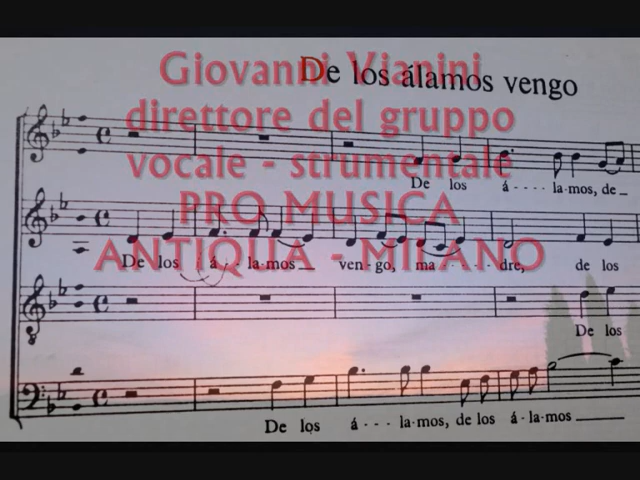 De los álamos vengo
Giovanni Vianini
direttore del gruppo
vocale - strumentale
PRO MUSICA
ANTIQUA - MILANO
De los á - - - - la-mos, de
De los á - la-mos ven-go, ma - - - - dre, de los
De los
De los á - - - la-mos, de los á-la-mos